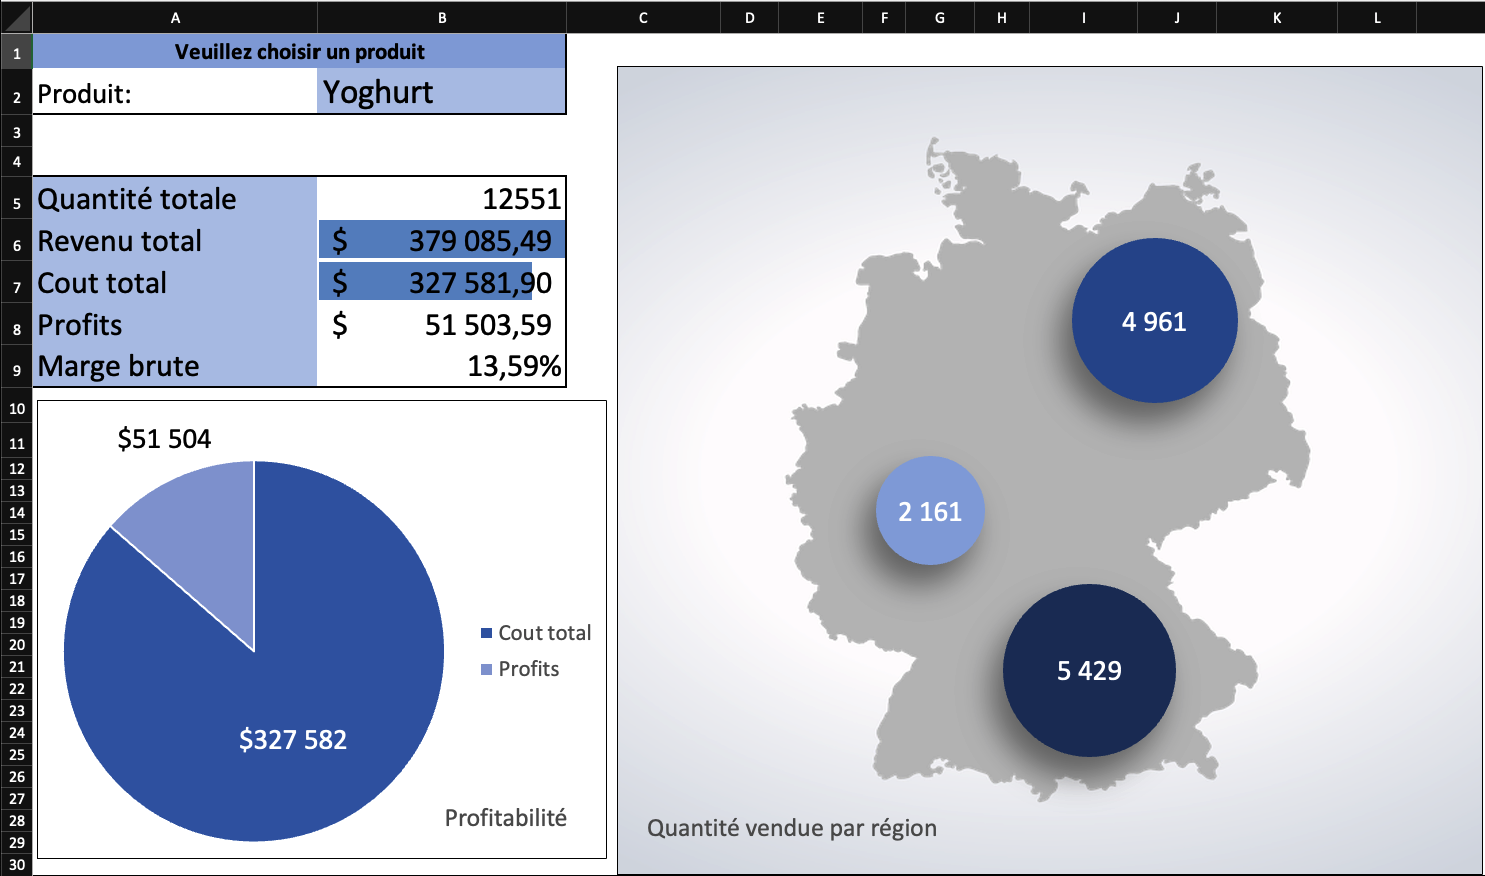 A B C D E F G H I J K L
1 Veuillez choisir un produit
2 Produit: Yoghurt
3
4
5 Quantité totale 12551
6 Revenu total $ 379 085,49
7 Cout total $ 327 581,90
8 Profits $ 51 503,59
9 Marge brute 13,59%
10
11
12
13
14
15
16
17
18
19
20
21
22
23
24
25
26
27
28
29
30
$51 504
$327 582
Cout total
Profits
Profitabilité
4 961
2 161
5 429
Quantité vendue par région